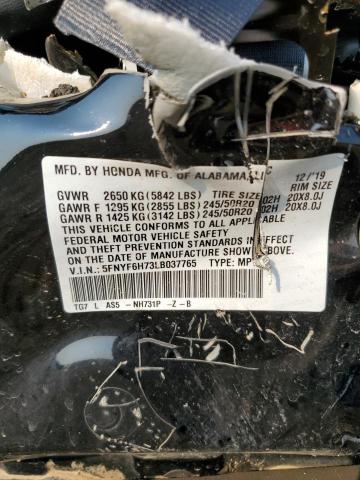 MFD. BY HONDA MFG. OF ALABAMA, LLC 12/'19
GVWR 2650 KG (5842 LBS) TIRE SIZE RIM SIZE
GAWR F 1295 KG (2855 LBS) 245/50R20 102H 20X8.0J
GAWR R 1425 KG (3142 LBS) 245/50R20 102H 20X8.0J
THIS VEHICLE CONFORMS TO ALL APPLICABLE
FEDERAL MOTOR VEHICLE SAFETY AND
STANDARDS IN EFFECT ON THE DATE OF
MANUFACTURE SHOWN ABOVE.
V.I.N.: 5FNYF6H73LB037765 TYPE: MP
TG7 L AS5 -NH731P -Z -B